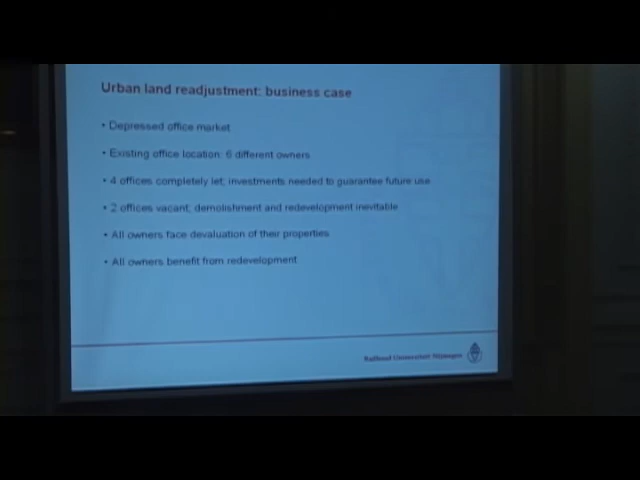 Urban land readjustment: business case
• Depressed office market
• Existing office location: 6 different owners
• 4 offices completely let; investments needed to guarantee future use
• 2 offices vacant; demolishment and redevelopment inevitable
• All owners face devaluation of their properties
• All owners benefit from redevelopment
Radboud Universiteit Nijmegen